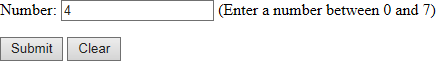 Number: 4 (Enter a number between 0 and 7)
Submit Clear